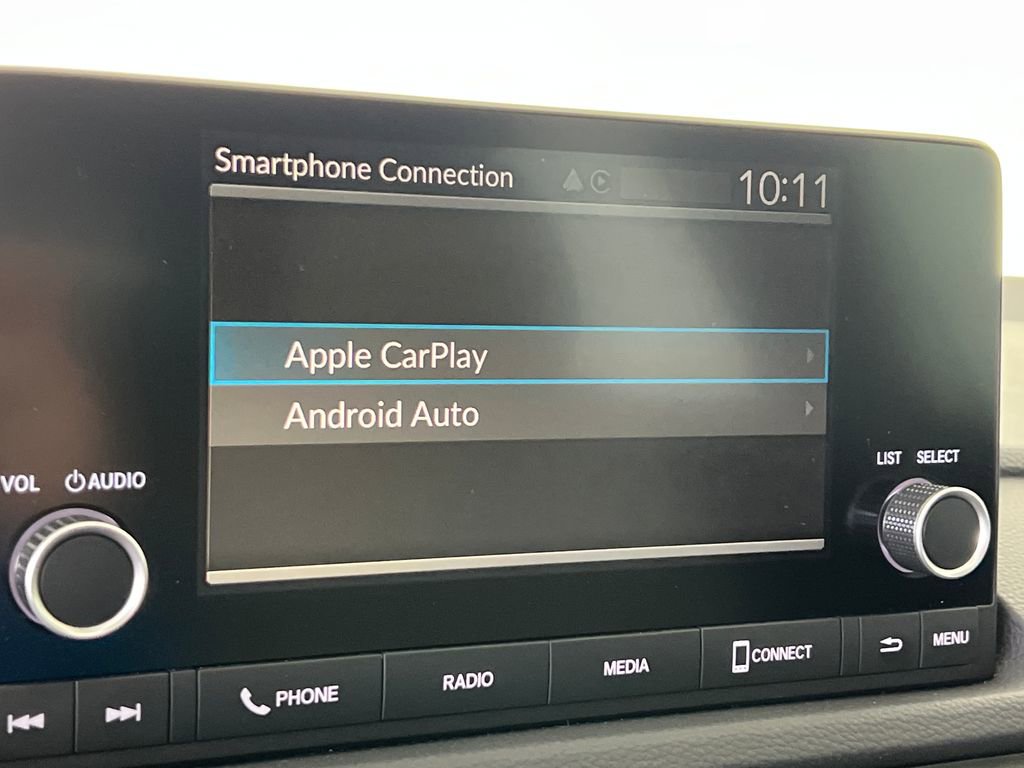 Smartphone Connection
10:11
Apple CarPlay
Android Auto
VOL AUDIO
LIST SELECT
PHONE
RADIO
MEDIA
CONNECT
MENU